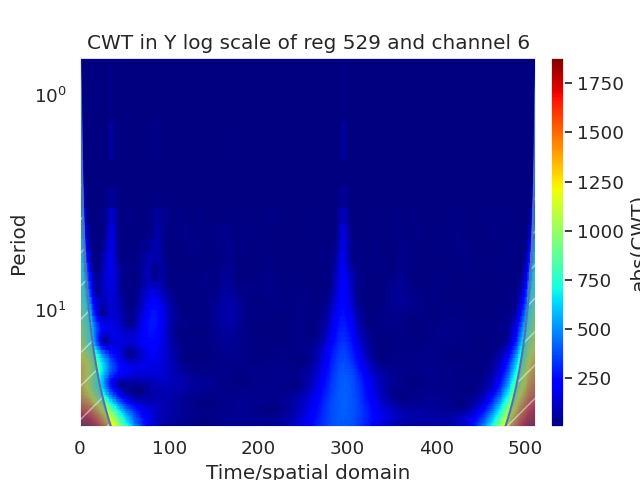 CWT in Y log scale of reg 529 and channel 6
10⁰
10¹
Period
0 100 200 300 400 500
Time/spatial domain
1750
1500
1250
1000
750
500
250
abs(CWT)